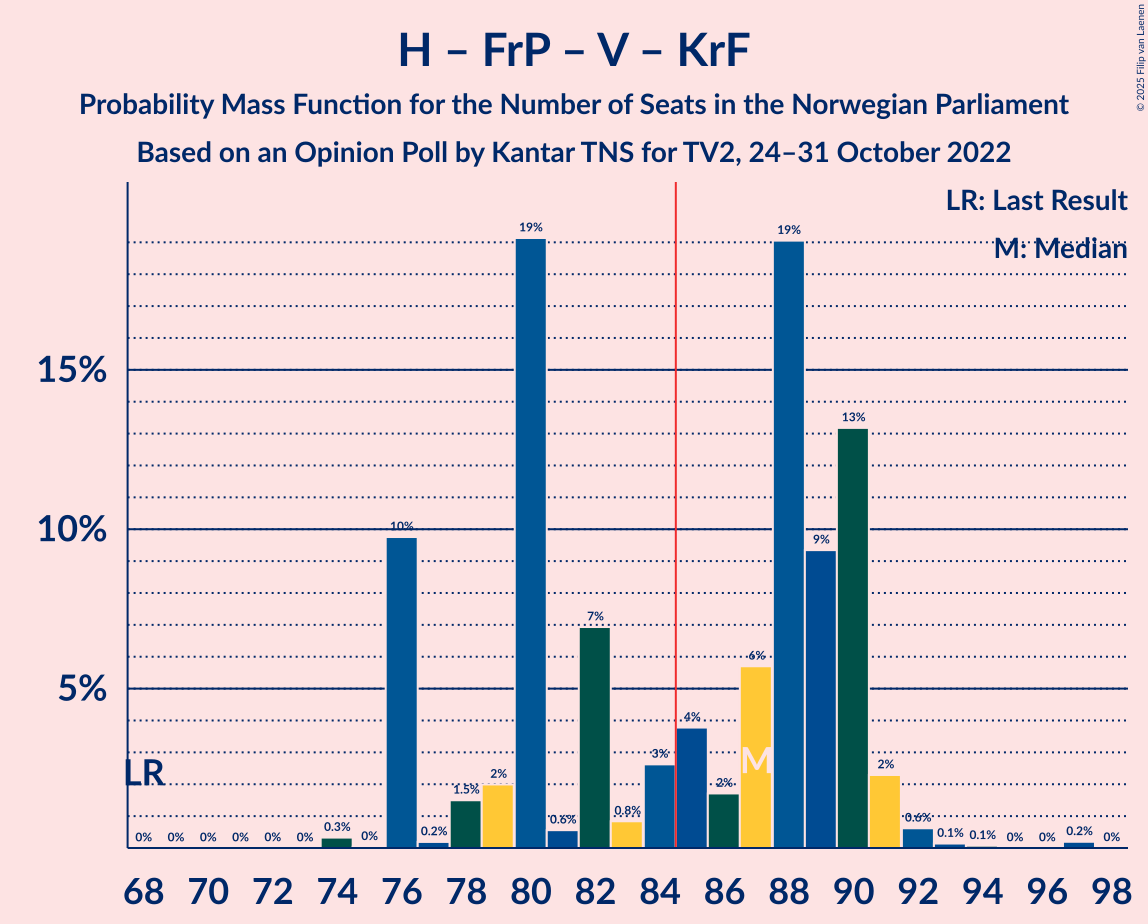 H – FrP – V – KrF
Probability Mass Function for the Number of Seats in the Norwegian Parliament
Based on an Opinion Poll by Kantar TNS for TV2, 24–31 October 2022
© 2025 Filip van Laenen
LR: Last Result
M: Median
15%
10%
5%
LR
M
0% 0% 0% 0% 0% 0% 0.3% 0% 10% 0.2% 1.5% 2% 19% 0.6% 7% 0.8% 3% 4% 2% 6% 19% 9% 13% 2% 0.6% 0.1% 0.1% 0% 0% 0.2% 0%
68 70 72 74 76 78 80 82 84 86 88 90 92 94 96 98